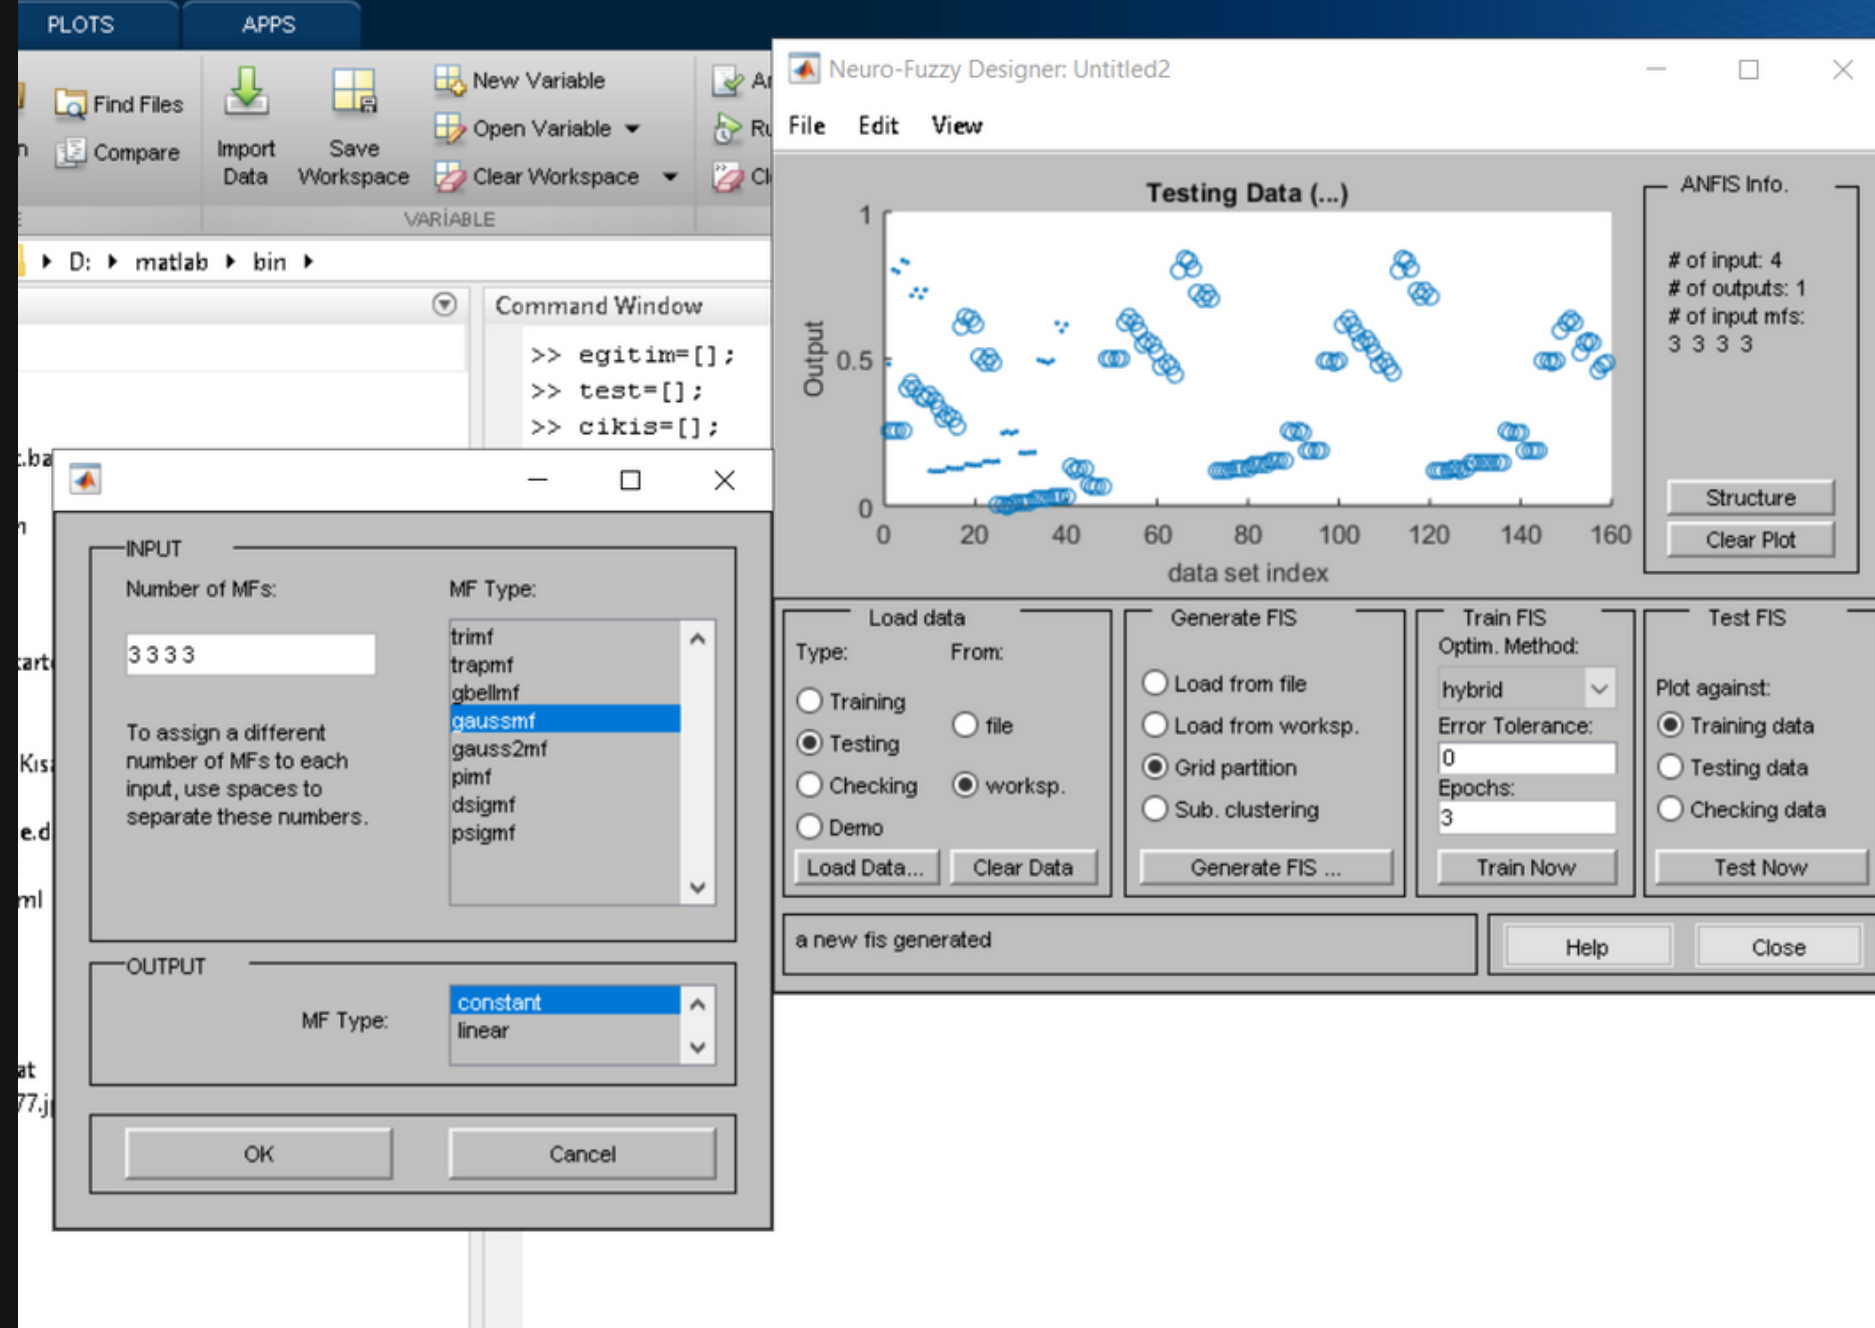 PLOTS
APPS
Find Files
Compare
Import
Data
Save
Workspace
New Variable
Open Variable
Clear Workspace
VARİABLE
D:
matlab
bin
Command Window
>> egitim=[];
>> test=[];
>> cikis=[];
Neuro-Fuzzy Designer: Untitled2
File Edit View
Testing Data (...)
Output
1
0.5
0
0 20 40 60 80 100 120 140 160
data set index
ANFIS Info.
# of input: 4
# of outputs: 1
# of input mfs:
3 3 3 3
Structure
Clear Plot
Load data
Type:
From:
Training
Testing
Checking
Demo
file
worksp.
Load Data...
Clear Data
Generate FIS
Load from file
Load from worksp.
Grid partition
Sub. clustering
Generate FIS ...
Train FIS
Optim. Method:
hybrid
Error Tolerance:
0
Epochs:
3
Train Now
Test FIS
Plot against:
Training data
Testing data
Checking data
Test Now
a new fis generated
Help
Close
INPUT
Number of MFs:
3 3 3 3
To assign a different
number of MFs to each
input, use spaces to
separate these numbers.
MF Type:
trimf
trapmf
gbellmf
gaussmf
gauss2mf
pimf
dsigmf
psigmf
OUTPUT
MF Type:
constant
linear
OK
Cancel